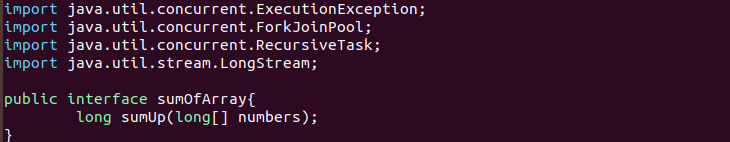 import java.util.concurrent.ExecutionException;
import java.util.concurrent.ForkJoinPool;
import java.util.concurrent.RecursiveTask;
import java.util.stream.LongStream;

public interface sumOfArray{
        long sumUp(long[] numbers);
}